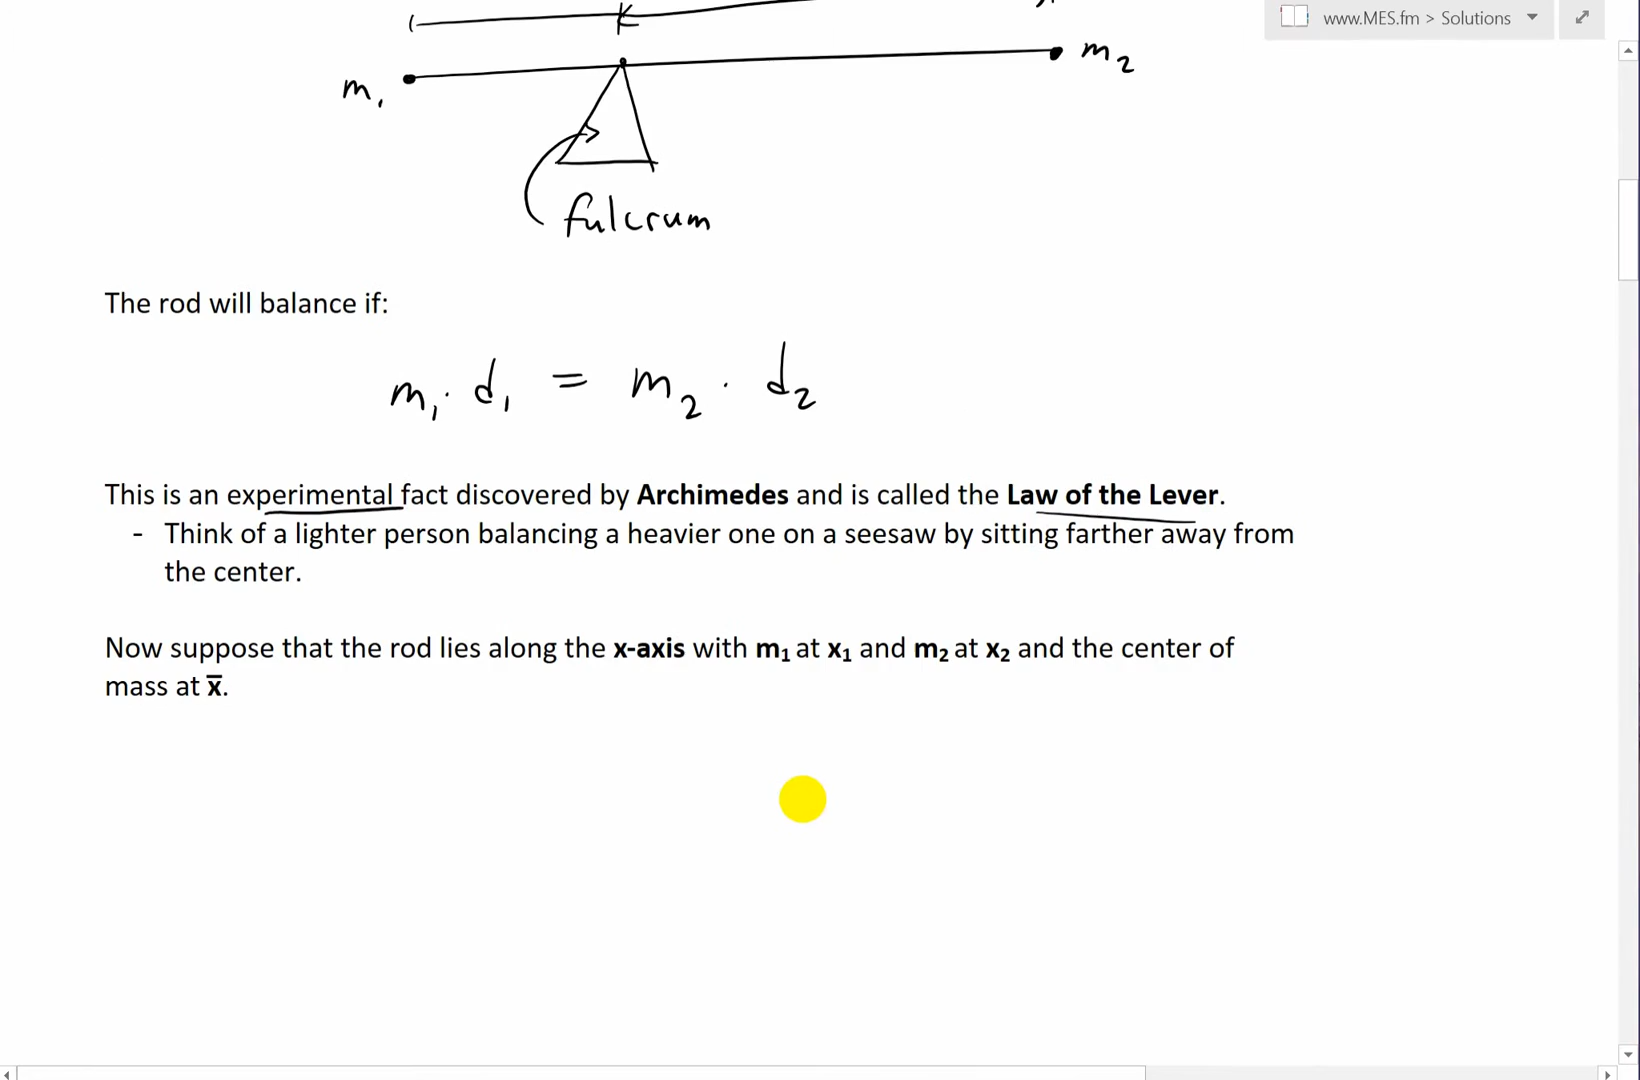 www.MES.fm > Solutions
m₁
m₂
fulcrum
The rod will balance if:
m₁ · d₁ = m₂ · d₂
This is an experimental fact discovered by Archimedes and is called the Law of the Lever.
- Think of a lighter person balancing a heavier one on a seesaw by sitting farther away from
the center.
Now suppose that the rod lies along the x-axis with m₁ at x₁ and m₂ at x₂ and the center of
mass at x̅.